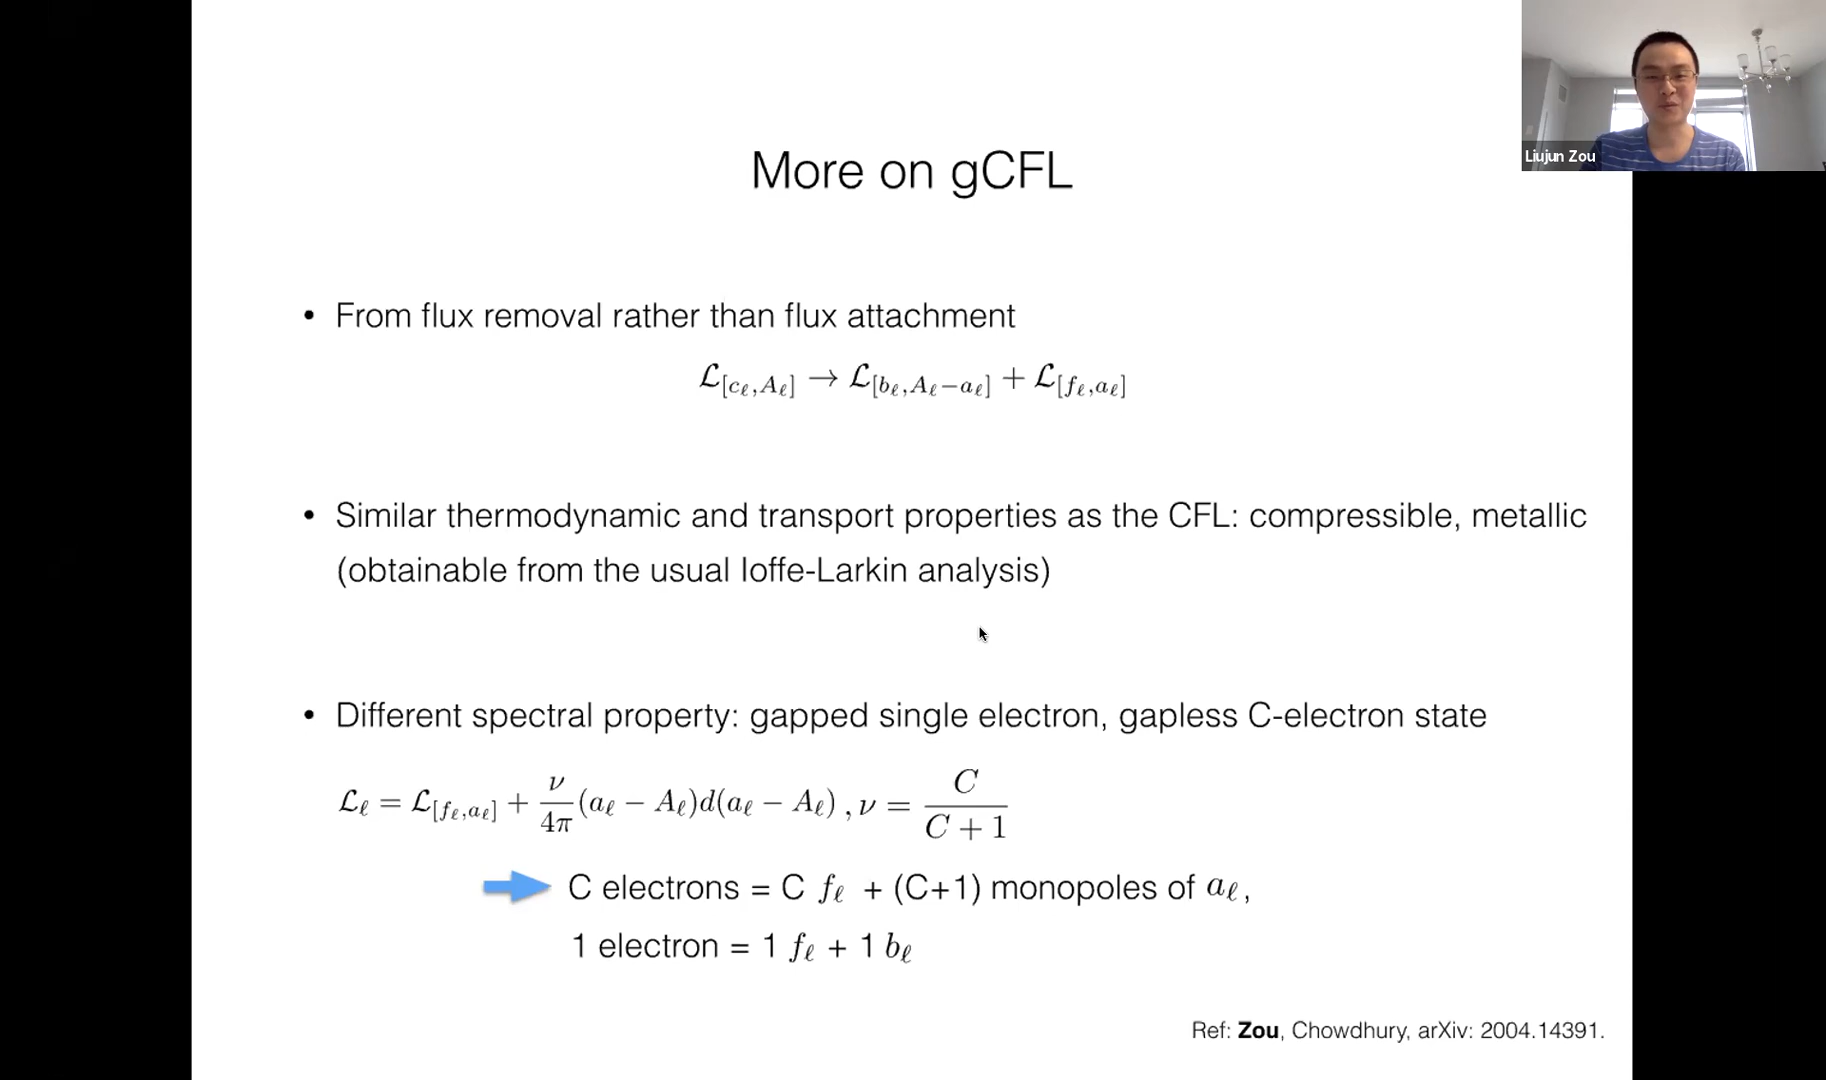 Liujun Zou
More on gCFL
• From flux removal rather than flux attachment
ℒ[cℓ,Aℓ] → ℒ[bℓ,Aℓ−aℓ] + ℒ[fℓ,aℓ]
• Similar thermodynamic and transport properties as the CFL: compressible, metallic
(obtainable from the usual Ioffe-Larkin analysis)
• Different spectral property: gapped single electron, gapless C-electron state
ℒℓ = ℒ[fℓ,aℓ] + ν/4π (aℓ − Aℓ)d(aℓ − Aℓ) , ν = C/(C + 1)
C electrons = C fℓ + (C+1) monopoles of aℓ,
1 electron = 1 fℓ + 1 bℓ
Ref: Zou, Chowdhury, arXiv: 2004.14391.